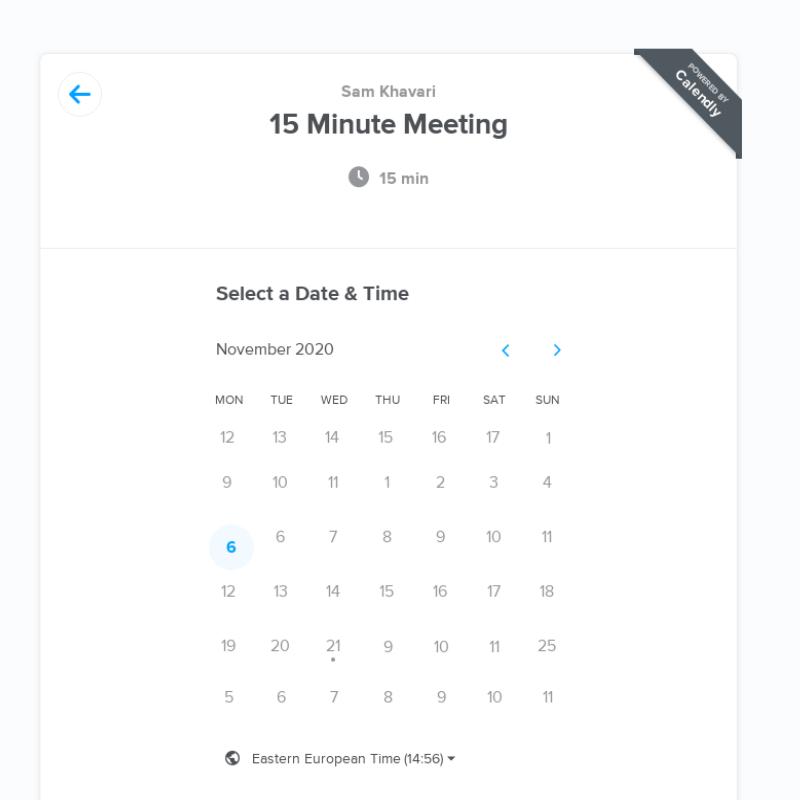 POWERED BY
Calendly
Sam Khavari
15 Minute Meeting
15 min
Select a Date & Time
November 2020
MON TUE WED THU FRI SAT SUN
12 13 14 15 16 17 1
9 10 11 1 2 3 4
6 6 7 8 9 10 11
12 13 14 15 16 17 18
19 20 21 9 10 11 25
5 6 7 8 9 10 11
Eastern European Time (14:56)